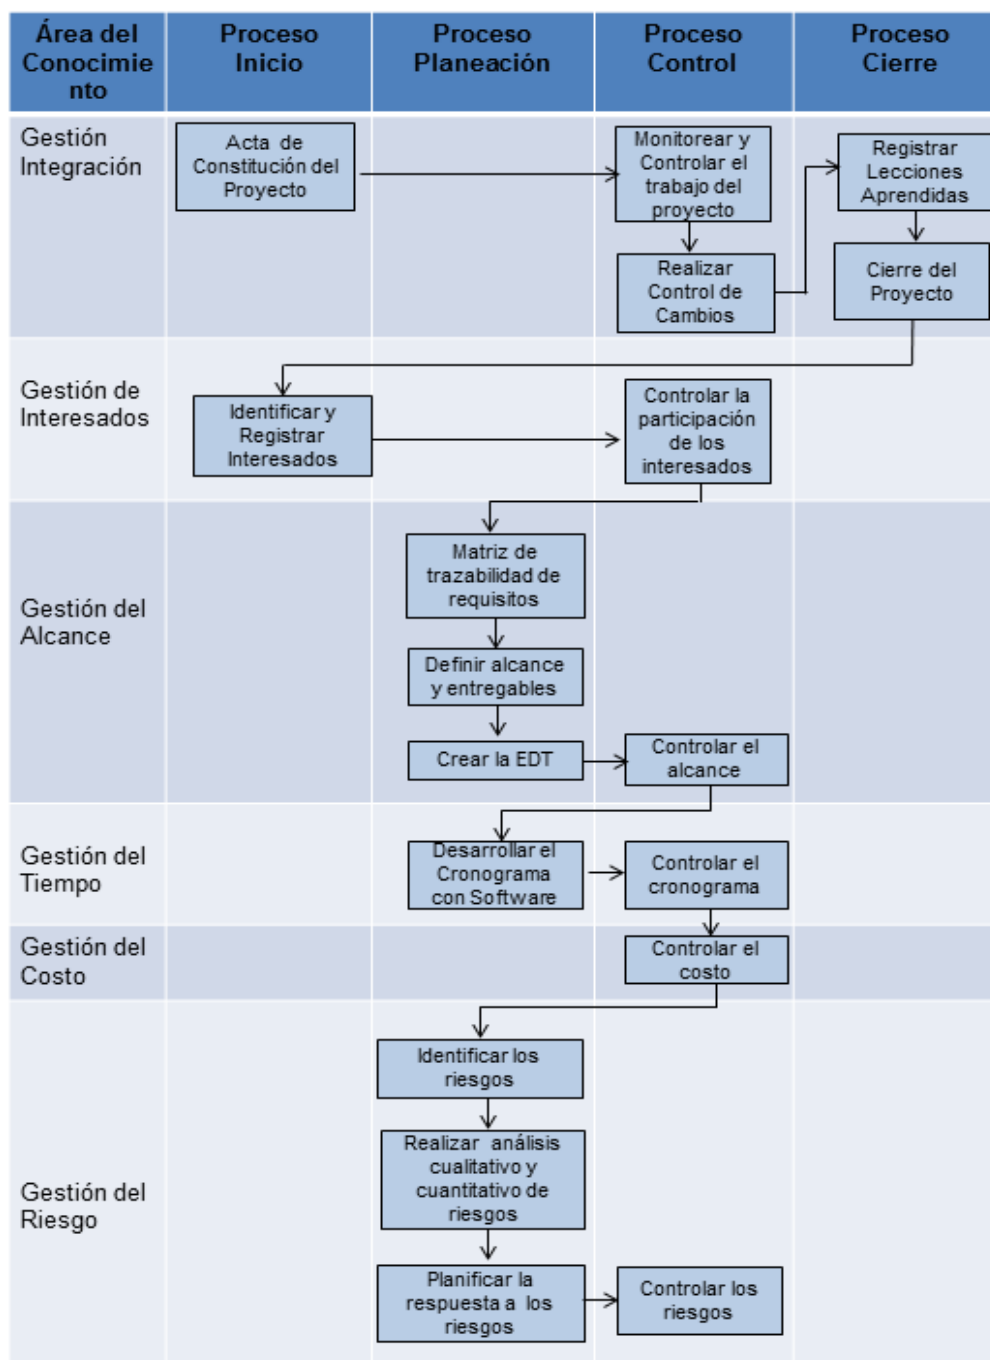 Área del
Conocimie
nto
Proceso
Inicio
Proceso
Planeación
Proceso
Control
Proceso
Cierre
Gestión
Integración
Acta de
Constitución del
Proyecto
Monitorear y
Controlar el
trabajo del
proyecto
Registrar
Lecciones
Aprendidas
Realizar
Control de
Cambios
Cierre del
Proyecto
Gestión de
Interesados
Identificar y
Registrar
Interesados
Controlar la
participación
de los
interesados
Gestión del
Alcance
Matriz de
trazabilidad de
requisitos
Definir alcance
y entregables
Crear la EDT
Controlar el
alcance
Gestión del
Tiempo
Desarrollar el
Cronograma
con Software
Controlar el
cronograma
Gestión del
Costo
Controlar el
costo
Gestión del
Riesgo
Identificar los
riesgos
Realizar análisis
cualitativo y
cuantitativo de
riesgos
Planificar la
respuesta a los
riesgos
Controlar los
riesgos